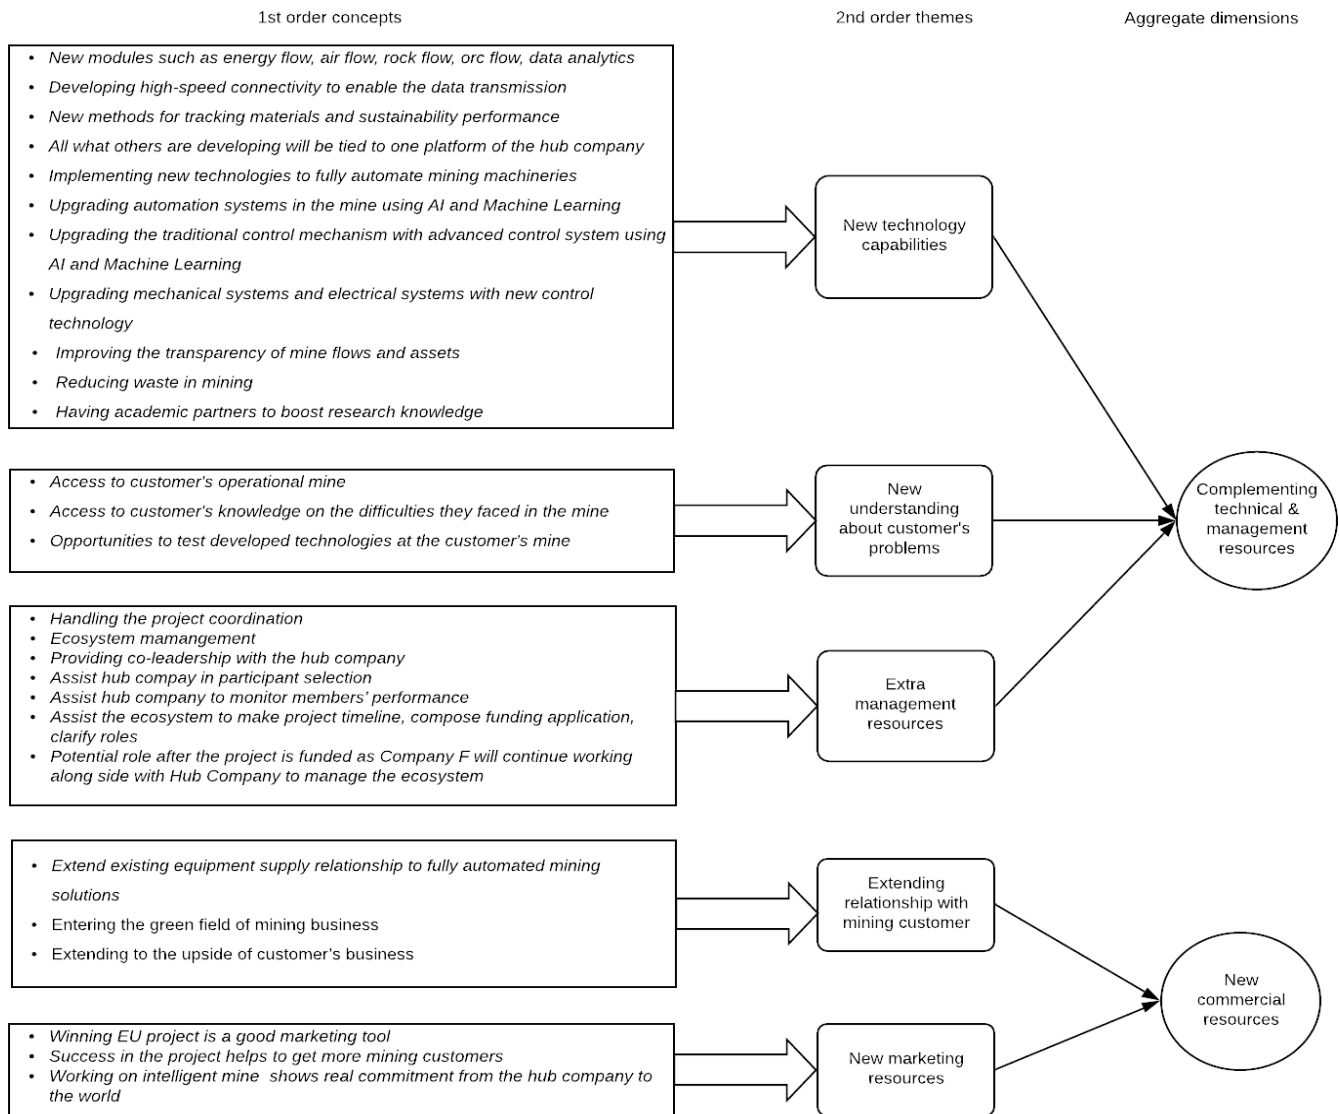 1st order concepts
2nd order themes
Aggregate dimensions
• New modules such as energy flow, air flow, rock flow, orc flow, data analytics
• Developing high-speed connectivity to enable the data transmission
• New methods for tracking materials and sustainability performance
• All what others are developing will be tied to one platform of the hub company
• Implementing new technologies to fully automate mining machineries
• Upgrading automation systems in the mine using AI and Machine Learning
• Upgrading the traditional control mechanism with advanced control system using
AI and Machine Learning
• Upgrading mechanical systems and electrical systems with new control
technology
• Improving the transparency of mine flows and assets
• Reducing waste in mining
• Having academic partners to boost research knowledge
New technology
capabilities
• Access to customer's operational mine
• Access to customer's knowledge on the difficulties they faced in the mine
• Opportunities to test developed technologies at the customer's mine
New
understanding
about customer's
problems
Complementing
technical &
management
resources
• Handling the project coordination
• Ecosystem mamangement
• Providing co-leadership with the hub company
• Assist hub compay in participant selection
• Assist hub company to monitor members’ performance
• Assist the ecosystem to make project timeline, compose funding application,
clarify roles
• Potential role after the project is funded as Company F will continue working
along side with Hub Company to manage the ecosystem
Extra
management
resources
• Extend existing equipment supply relationship to fully automated mining
solutions
• Entering the green field of mining business
• Extending to the upside of customer’s business
Extending
relationship with
mining customer
New
commercial
resources
• Winning EU project is a good marketing tool
• Success in the project helps to get more mining customers
• Working on intelligent mine shows real commitment from the hub company to
the world
New marketing
resources